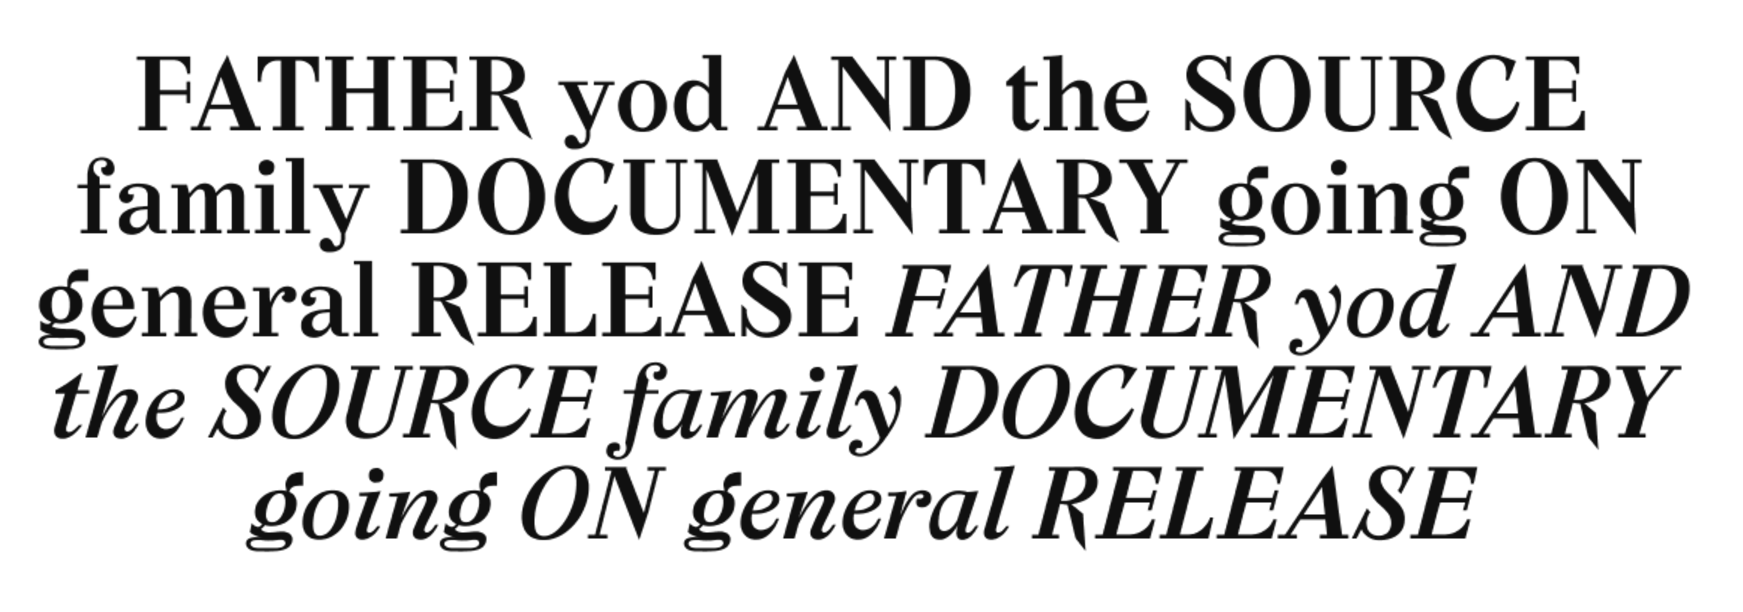 FATHER yod AND the SOURCE
family DOCUMENTARY going ON
general RELEASE FATHER yod AND
the SOURCE family DOCUMENTARY
going ON general RELEASE